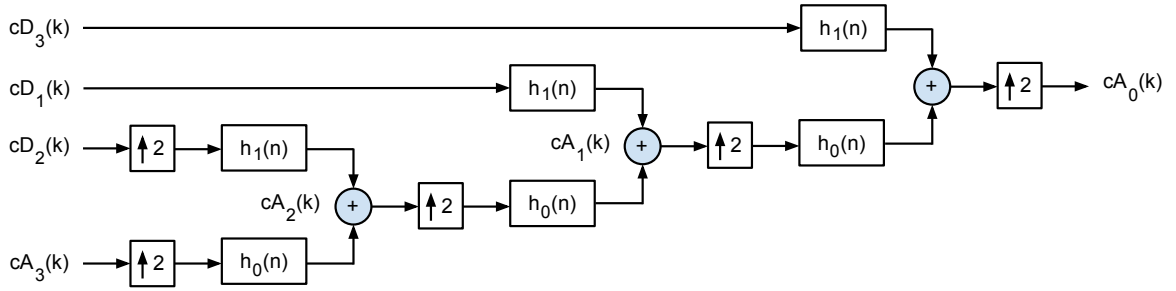 cD₃(k)
h₁(n)
cD₁(k)
h₁(n)
+
↑2
cA₀(k)
cD₂(k)
↑2
h₁(n)
cA₁(k)
+
↑2
h₀(n)
cA₂(k)
+
↑2
h₀(n)
cA₃(k)
↑2
h₀(n)